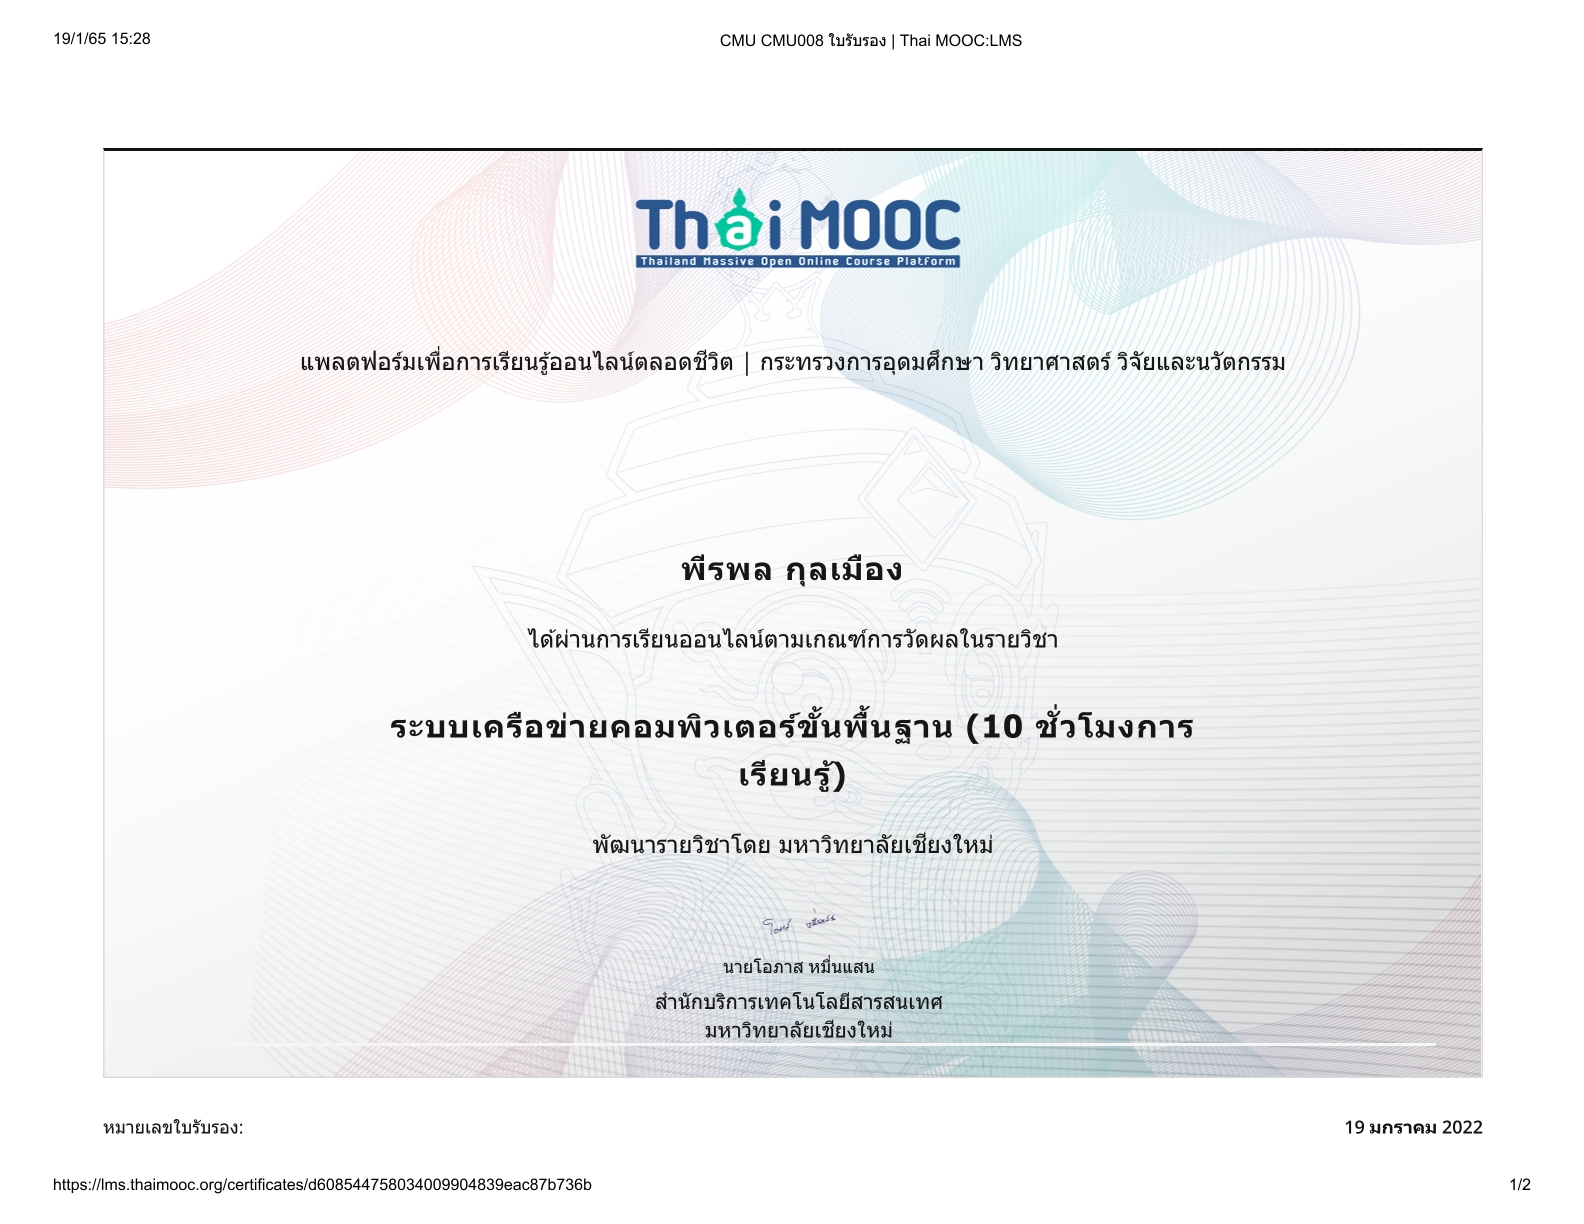 19/1/65 15:28
CMU CMU008 ใบรับรอง | Thai MOOC:LMS
Thai MOOC
Thailand Massive Open Online Course Platform
แพลตฟอร์มเพื่อการเรียนรู้ออนไลน์ตลอดชีวิต | กระทรวงการอุดมศึกษา วิทยาศาสตร์ วิจัยและนวัตกรรม
พีรพล กุลเมือง
ได้ผ่านการเรียนออนไลน์ตามเกณฑ์การวัดผลในรายวิชา
ระบบเครือข่ายคอมพิวเตอร์ขั้นพื้นฐาน (10 ชั่วโมงการ
เรียนรู้)
พัฒนารายวิชาโดย มหาวิทยาลัยเชียงใหม่
นายโอภาส หมื่นแสน
สำนักบริการเทคโนโลยีสารสนเทศ
มหาวิทยาลัยเชียงใหม่
หมายเลขใบรับรอง:
19 มกราคม 2022
https://lms.thaimooc.org/certificates/d608544758034009904839eac87b736b
1/2